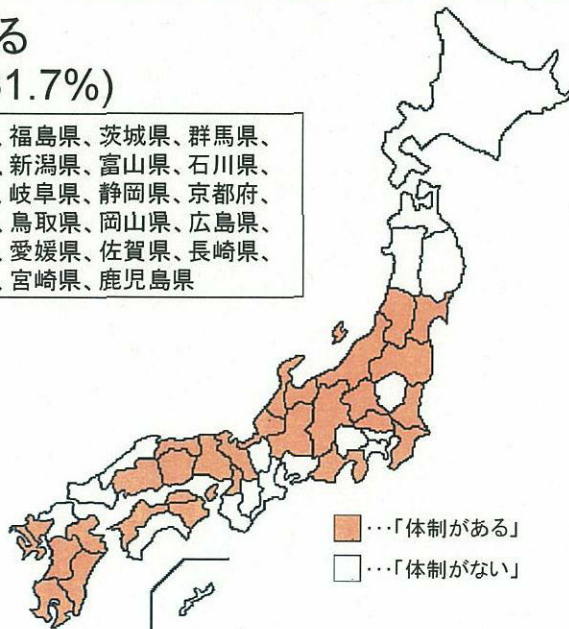 る
1.7%)
、福島県、茨城県、群馬県、
、新潟県、富山県、石川県、
、岐阜県、静岡県、京都府、
、鳥取県、岡山県、広島県、
、愛媛県、佐賀県、長崎県、
、宮崎県、鹿児島県
…「体制がある」
…「体制がない」